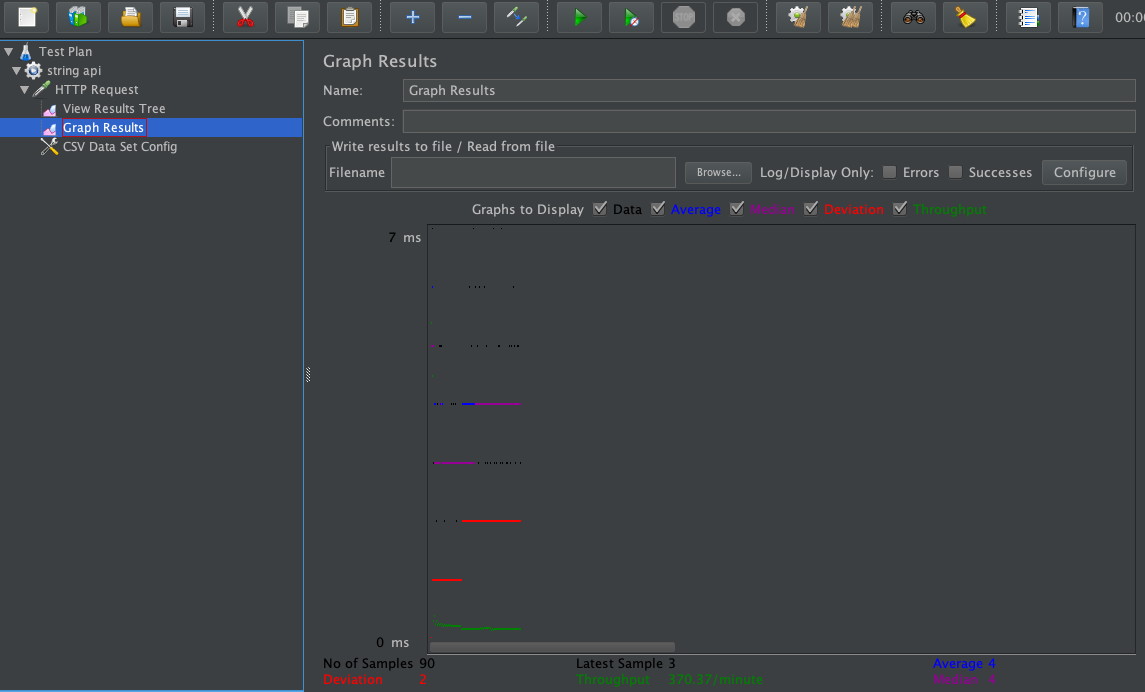 STOP
?
00:00
Test Plan
string api
HTTP Request
View Results Tree
Graph Results
CSV Data Set Config
Graph Results
Name: Graph Results
Comments:
Write results to file / Read from file
Filename Browse... Log/Display Only: Errors Successes Configure
Graphs to Display Data Average Median Deviation Throughput
7 ms
0 ms
No of Samples 90 Latest Sample 3 Average 4
Deviation 2 Throughput 370.37/minute Median 4